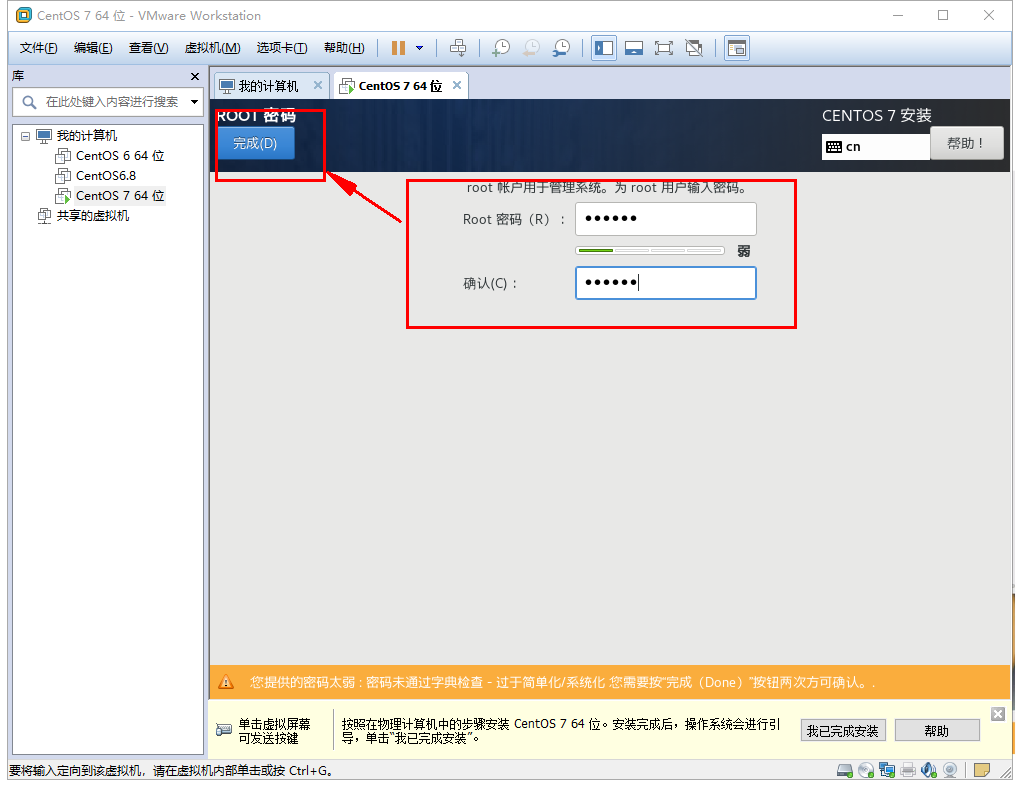 CentOS 7 64 位 - VMware Workstation
文件(F) 编辑(E) 查看(V) 虚拟机(M) 选项卡(T) 帮助(H)
库
在此处键入内容进行搜索
我的计算机
CentOS 6 64 位
CentOS6.8
CentOS 7 64 位
共享的虚拟机
我的计算机
CentOS 7 64 位
ROOT 密码
完成(D)
CENTOS 7 安装
cn
帮助！
root 帐户用于管理系统。为 root 用户输入密码。
Root 密码（R）：
••••••
弱
确认(C)：
••••••
您提供的密码太弱 : 密码未通过字典检查 - 过于简单化/系统化 您需要按"完成（Done）"按钮两次方可确认。.
单击虚拟屏幕
可发送按键
按照在物理计算机中的步骤安装 CentOS 7 64 位。安装完成后，操作系统会进行引
导，单击"我已完成安装"。
我已完成安装
帮助
要将输入定向到该虚拟机，请在虚拟机内部单击或按 Ctrl+G。